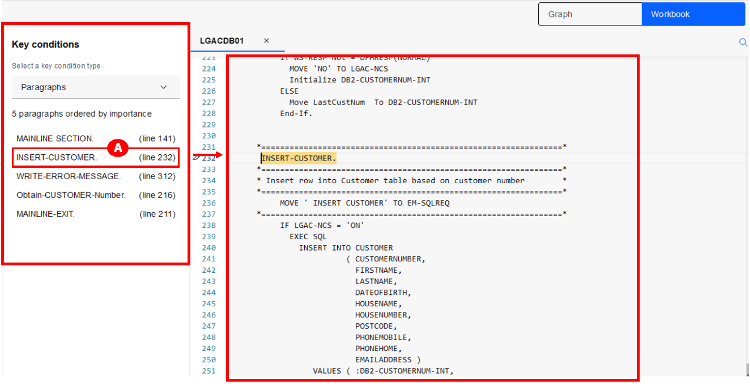 Graph
Workbook
Key conditions
Select a key condition type
Paragraphs
5 paragraphs ordered by importance
MAINLINE SECTION. (line 141)
A
INSERT-CUSTOMER. (line 232)
WRITE-ERROR-MESSAGE. (line 312)
Obtain-CUSTOMER-Number. (line 216)
MAINLINE-EXIT. (line 211)
LGACDB01 ×
223 IF WS-RESP Not = DFHRESP(NORMAL)
224 MOVE 'NO' TO LGAC-NCS
225 Initialize DB2-CUSTOMERNUM-INT
226 ELSE
227 Move LastCustNum To DB2-CUSTOMERNUM-INT
228 End-If.
229
230
231 *================================================================*
232 INSERT-CUSTOMER.
233 *================================================================*
234 * Insert row into Customer table based on customer number *
235 *================================================================*
236 MOVE ' INSERT CUSTOMER' TO EM-SQLREQ
237 *================================================================*
238 IF LGAC-NCS = 'ON'
239 EXEC SQL
240 INSERT INTO CUSTOMER
241 ( CUSTOMERNUMBER,
242 FIRSTNAME,
243 LASTNAME,
244 DATEOFBIRTH,
245 HOUSENAME,
246 HOUSENUMBER,
247 POSTCODE,
248 PHONEMOBILE,
249 PHONEHOME,
250 EMAILADDRESS )
251 VALUES ( :DB2-CUSTOMERNUM-INT,